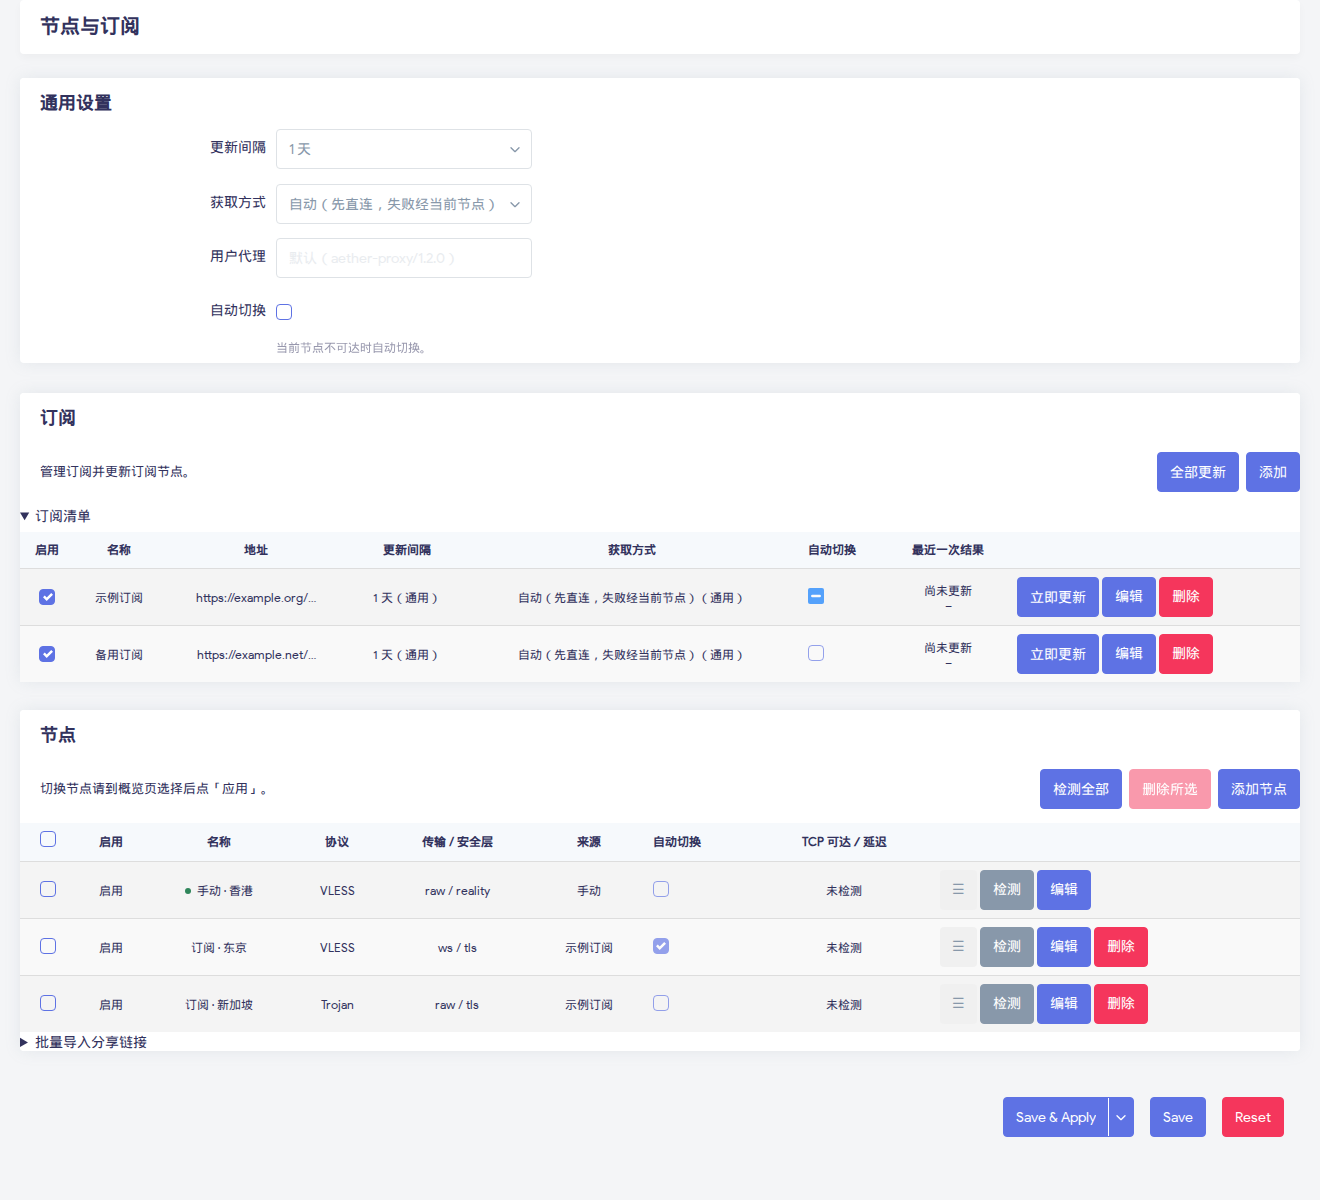 节点与订阅
通用设置
更新间隔 1 天
获取方式 自动（先直连，失败经当前节点）
用户代理 默认（aether-proxy/1.2.0）
自动切换
当前节点不可达时自动切换。
订阅
管理订阅并更新订阅节点。 全部更新 添加
▼ 订阅清单
启用 名称 地址 更新间隔 获取方式 自动切换 最近一次结果
示例订阅 https://example.org/... 1 天（通用） 自动（先直连，失败经当前节点）（通用） 尚未更新 – 立即更新 编辑 删除
备用订阅 https://example.net/... 1 天（通用） 自动（先直连，失败经当前节点）（通用） 尚未更新 – 立即更新 编辑 删除
节点
切换节点请到概览页选择后点「应用」。 检测全部 删除所选 添加节点
启用 名称 协议 传输 / 安全层 来源 自动切换 TCP 可达 / 延迟
启用 ● 手动 · 香港 VLESS raw / reality 手动 未检测 ☰ 检测 编辑
启用 订阅 · 东京 VLESS ws / tls 示例订阅 未检测 ☰ 检测 编辑 删除
启用 订阅 · 新加坡 Trojan raw / tls 示例订阅 未检测 ☰ 检测 编辑 删除
▶ 批量导入分享链接
Save & Apply Save Reset